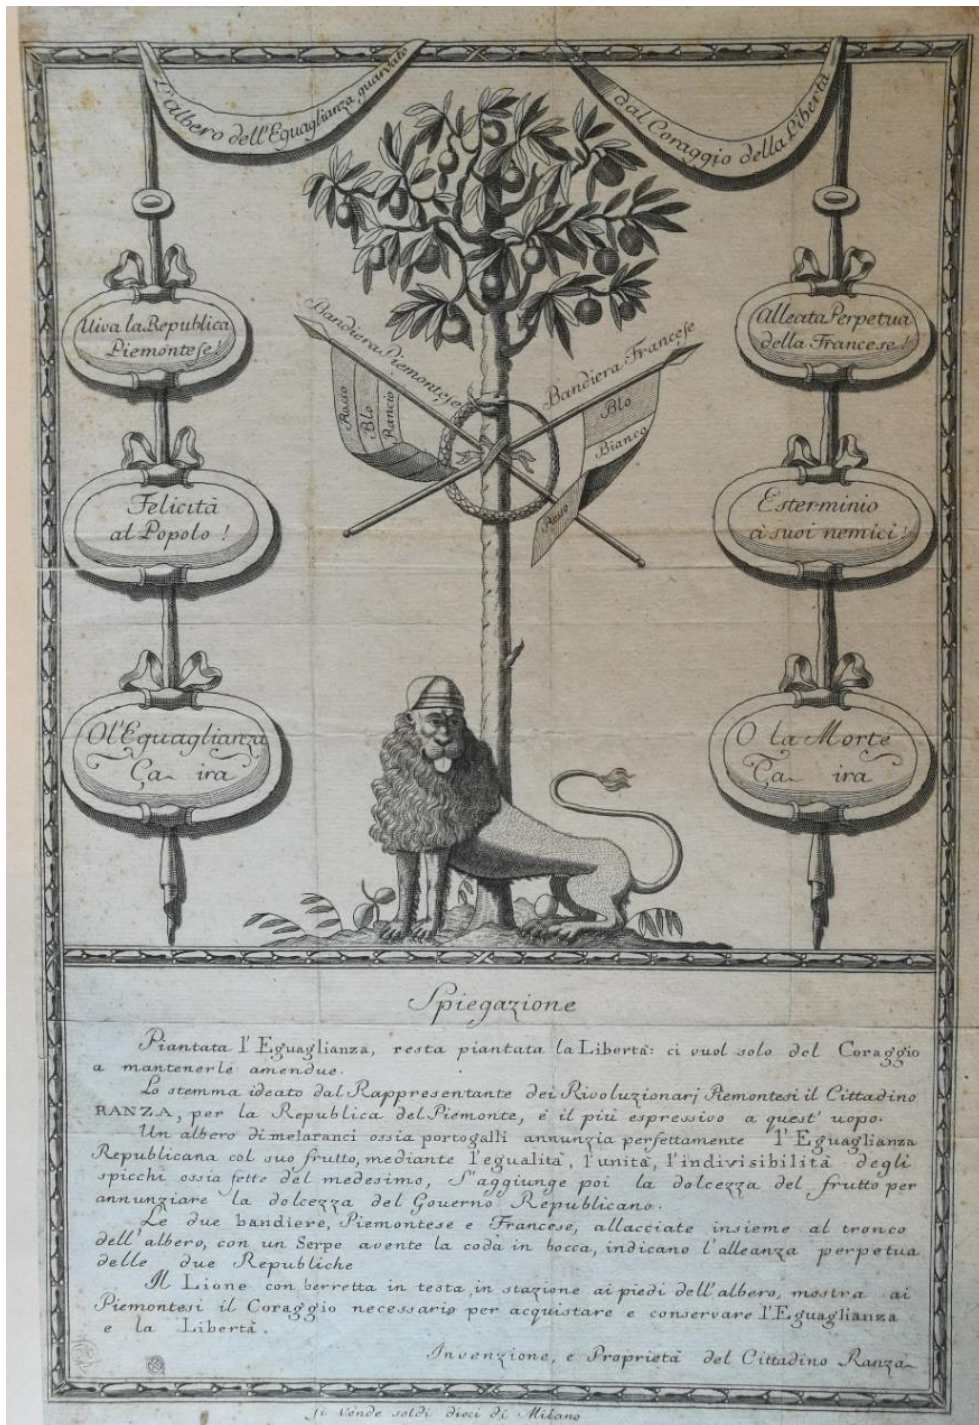 L'albero dell'Eguaglianza guardato
dal Coraggio della Libertà
Viva la Republica
Piemontese!
Alleata Perpetua
della Francese!
Bandiera Piemontese
Rosso
Blo
Rancio
Bandiera Francese
Blo
Bianco
Rosso
Felicità
al Popolo!
Esterminio
ai suoi nemici!
O l'Eguaglianza
Ça ira
O la Morte
Ça ira
Spiegazione
Piantata l'Eguaglianza, resta piantata la Libertà: ci vuol solo del Coraggio
a mantenerle amendue.
Lo stemma ideato dal Rappresentante dei Rivoluzionarj Piemontesi il Cittadino
RANZA, per la Republica del Piemonte, è il più espressivo a quest'uopo.
Un albero di melaranci ossia portogalli annunzia perfettamente l'Eguaglianza
Republicana col suo frutto, mediante l'egualità, l'unità, l'indivisibilità degli
spicchi ossia fette del medesimo, S'aggiunge poi la dolcezza del frutto per
annunziare la dolcezza del Governo Republicano.
Le due bandiere, Piemontese e Francese, allacciate insieme al tronco
dell'albero, con un Serpe avente la coda in bocca, indicano l'alleanza perpetua
delle due Republiche
Il Lione con berretta in testa, in stazione ai piedi dell'albero, mostra ai
Piemontesi il Coraggio necessario per acquistare e conservare l'Eguaglianza
e la Libertà.
Invenzione, e Proprietà del Cittadino Ranza
Si vende soldi dieci di Milano